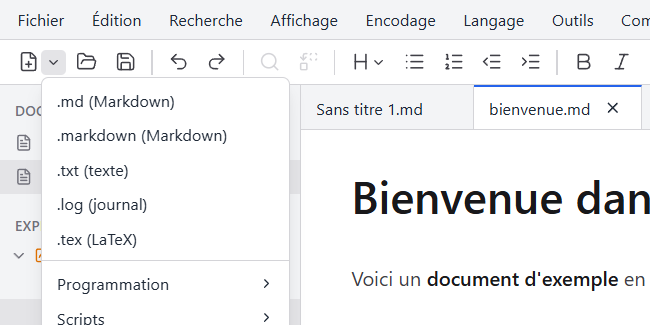 Fichier Édition Recherche Affichage Encodage Langage Outils Com
H B I
.md (Markdown)
.markdown (Markdown)
.txt (texte)
.log (journal)
.tex (LaTeX)
Programmation
Scripts
DOC
EXP
Sans titre 1.md bienvenue.md
Bienvenue dan
Voici un document d'exemple en